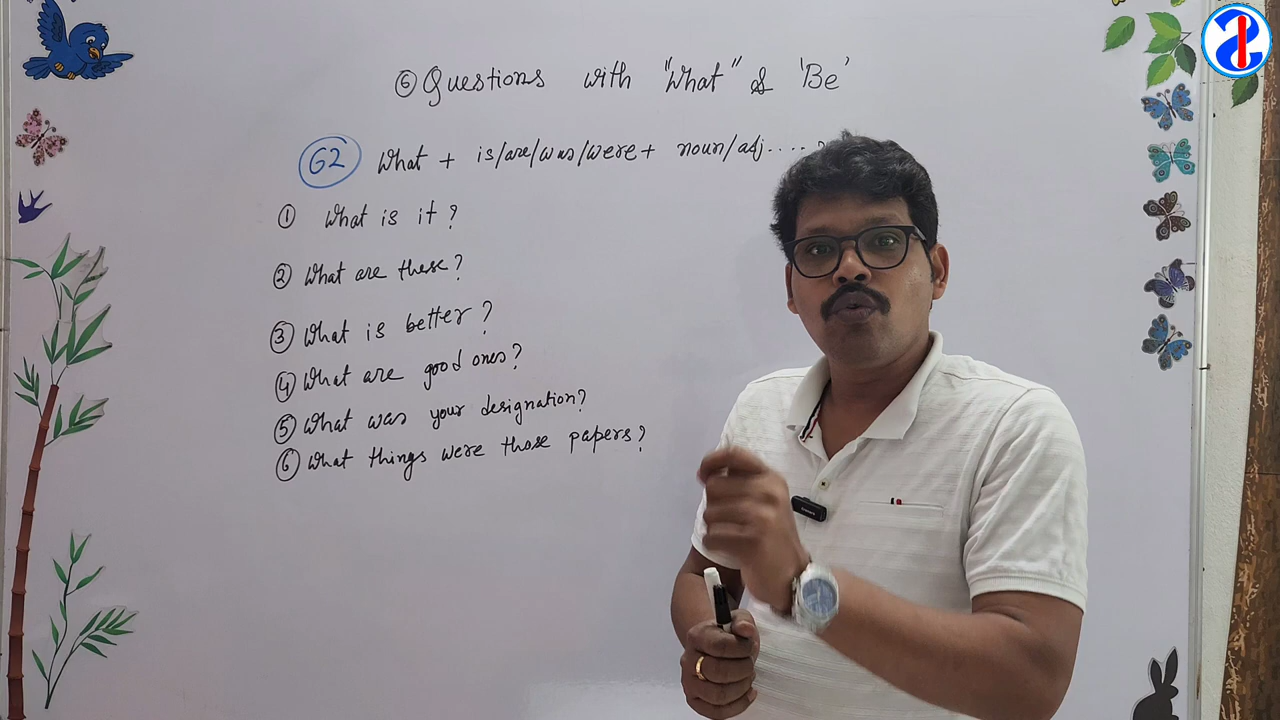 ⑥ Questions with "What" & 'Be'
G2 What + is/are/was/were + noun/adj.....?
① What is it?
② What are these?
③ What is better?
④ What are good ones?
⑤ What was your designation?
⑥ What things were those papers?